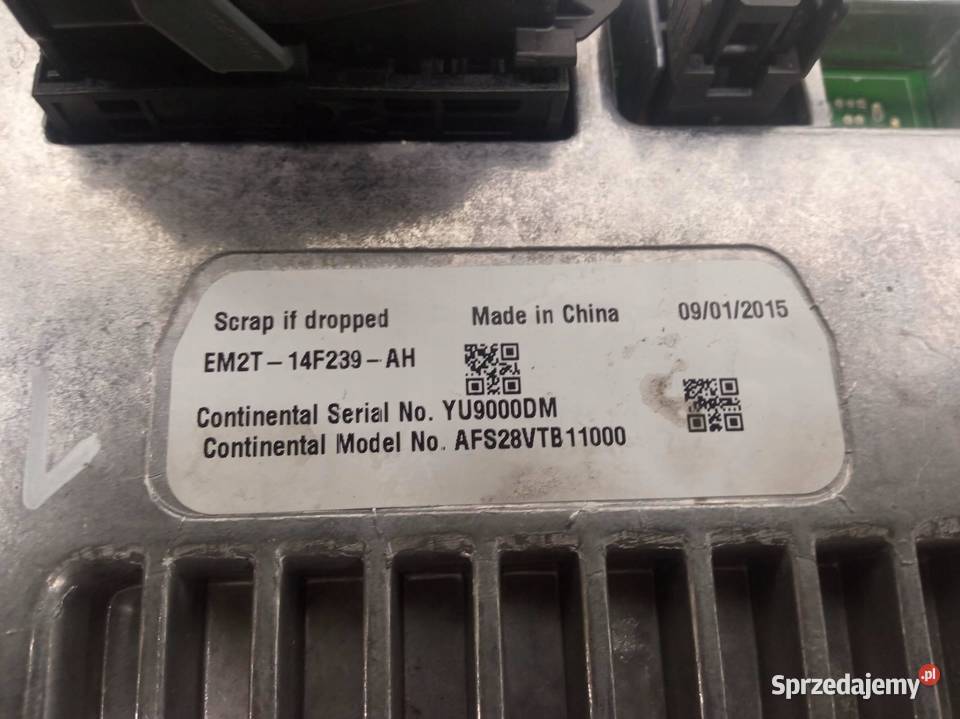 Scrap if dropped Made in China 09/01/2015
EM2T-14F239-AH
Continental Serial No. YU9000DM
Continental Model No. AFS28VTB11000
Sprzedajemy.pl